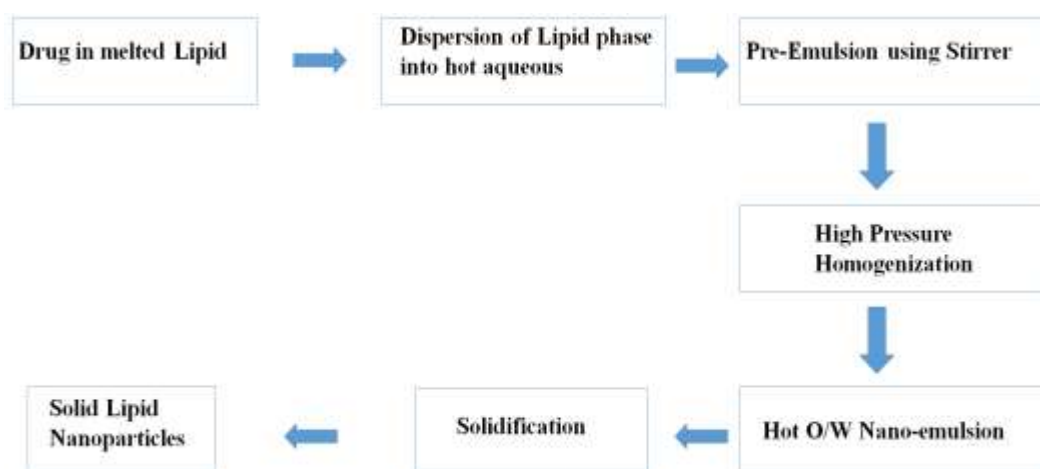 Drug in melted Lipid
Dispersion of Lipid phase
into hot aqueous
Pre-Emulsion using Stirrer
High Pressure
Homogenization
Hot O/W Nano-emulsion
Solidification
Solid Lipid
Nanoparticles